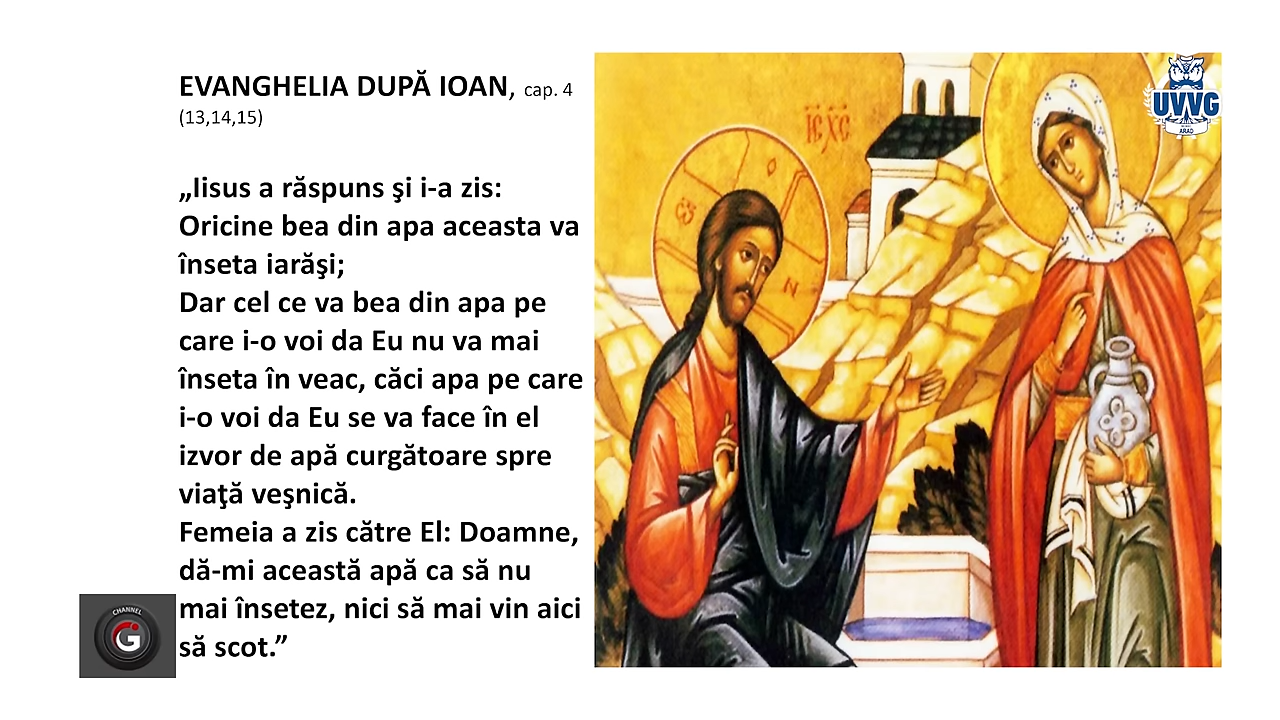 EVANGHELIA DUPĂ IOAN, cap. 4
(13,14,15)
„Iisus a răspuns şi i-a zis:
Oricine bea din apa aceasta va
înseta iarăşi;
Dar cel ce va bea din apa pe
care i-o voi da Eu nu va mai
înseta în veac, căci apa pe care
i-o voi da Eu se va face în el
izvor de apă curgătoare spre
viaţă veşnică.
Femeia a zis către El: Doamne,
dă-mi această apă ca să nu
mai însetez, nici să mai vin aici
să scot.”
CHANNEL
G
IC XC
O
N
UVVG
ARAD